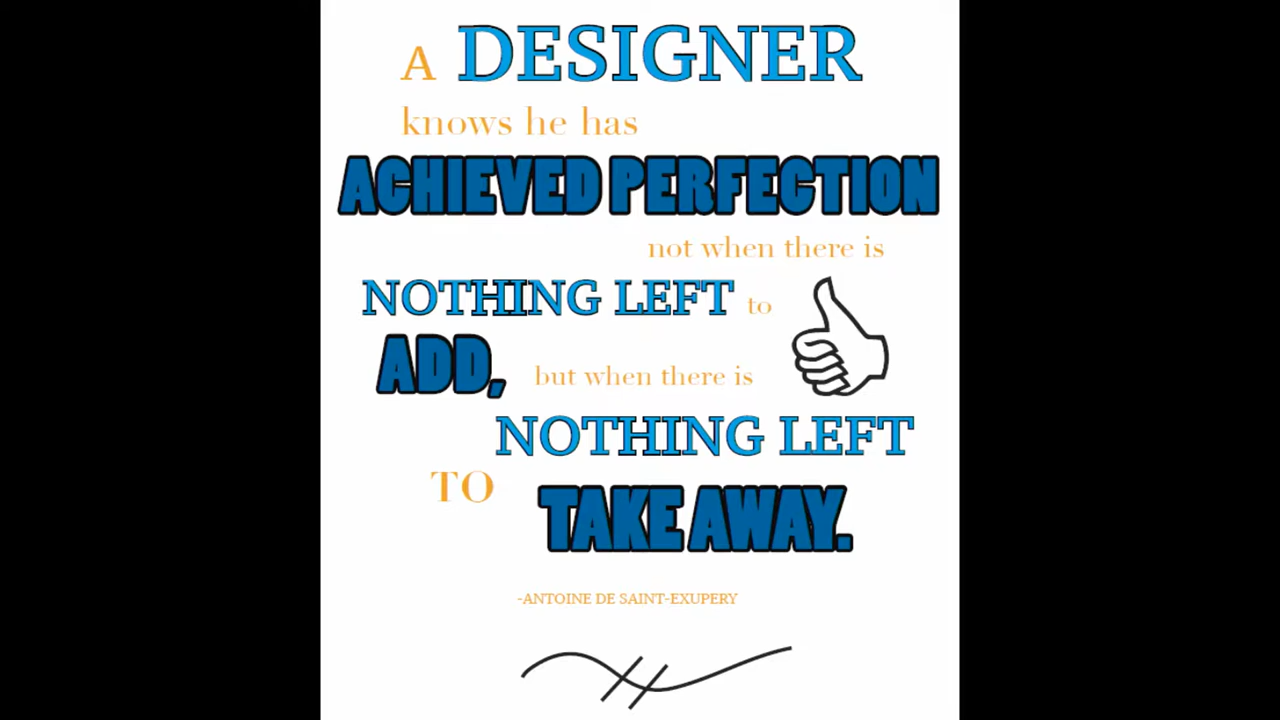 A DESIGNER
knows he has
ACHIEVED PERFECTION
not when there is
NOTHING LEFT to
ADD, but when there is
NOTHING LEFT
TO
TAKE AWAY.
-ANTOINE DE SAINT-EXUPERY